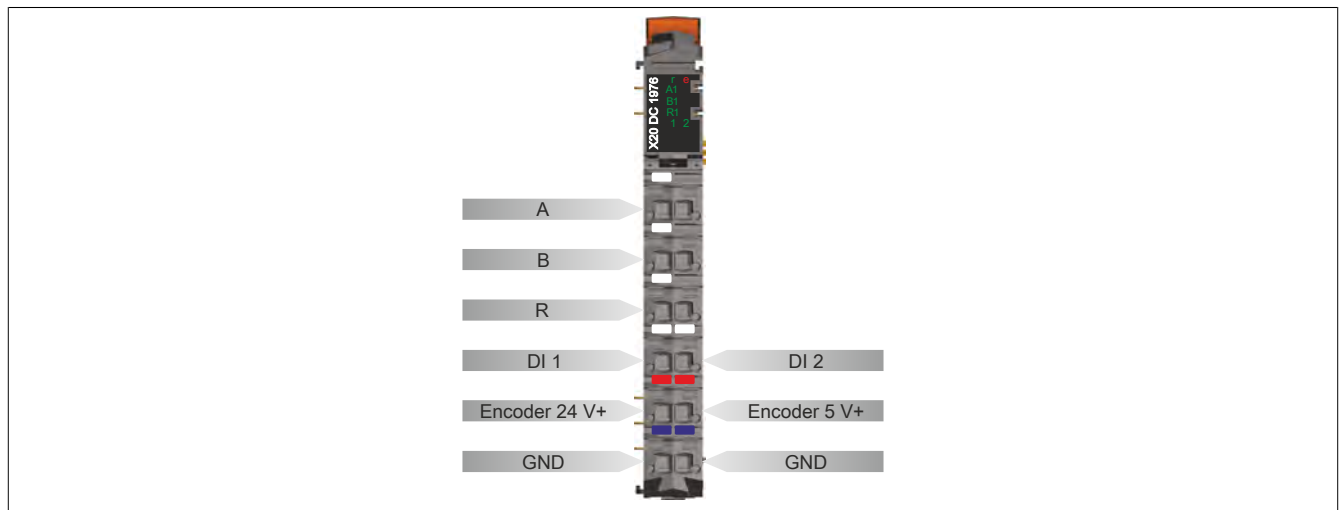 X20 DC 1976
r e
A1
B1
R1
1 2
A
B
R
DI 1 DI 2
Encoder 24 V+ Encoder 5 V+
GND GND